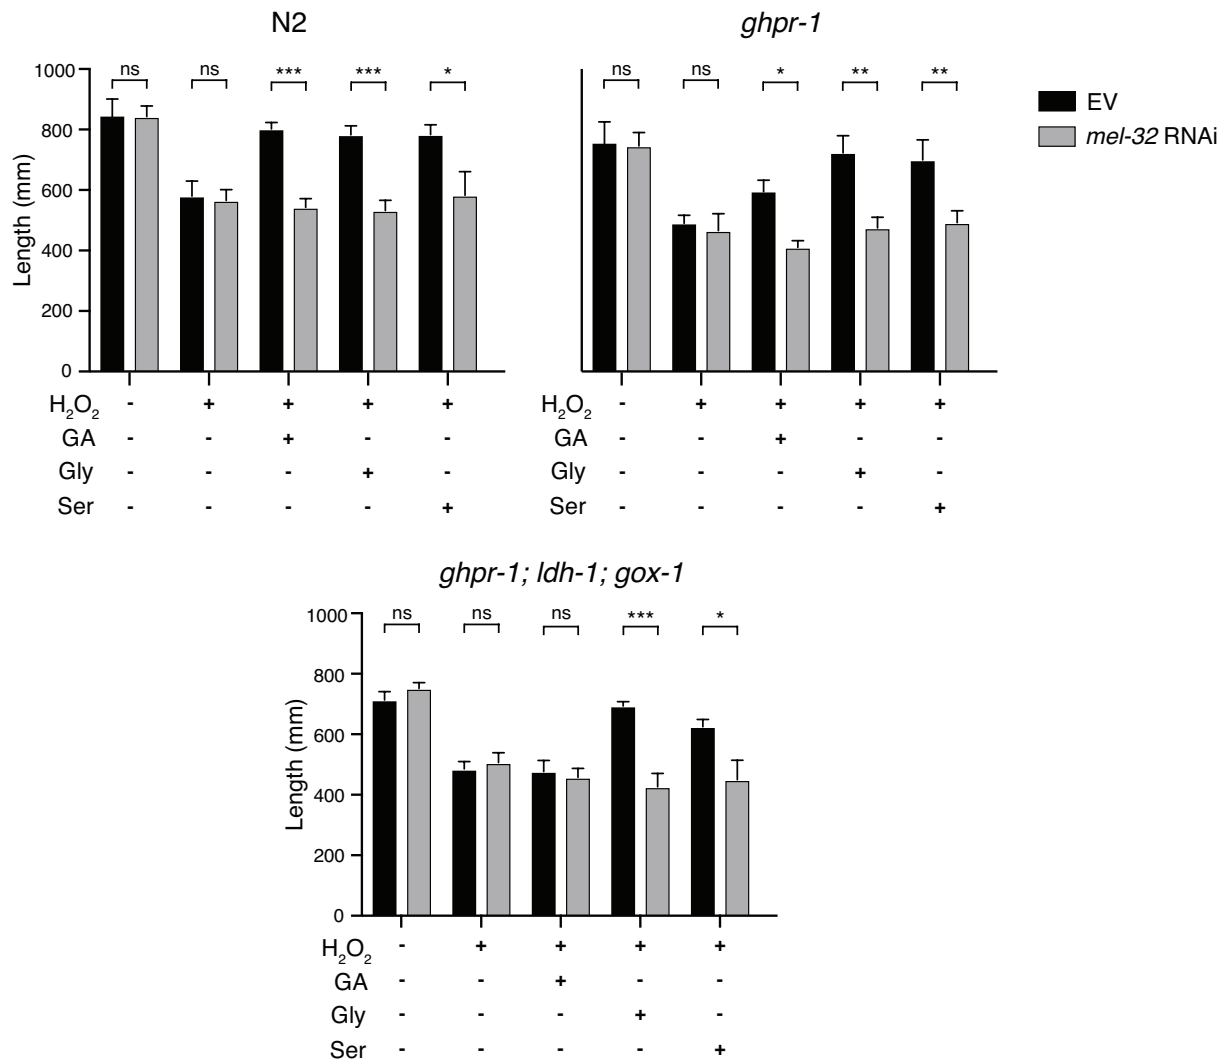 N2
ns ns *** *** *
1000
800
600
400
200
0
Length (mm)
H₂O₂ - + + + +
GA - - + - -
Gly - - - + -
Ser - - - - +
ghpr-1
ns ns * ** **
H₂O₂ - + + + +
GA - - + - -
Gly - - - + -
Ser - - - - +
EV
mel-32 RNAi
ghpr-1; ldh-1; gox-1
ns ns ns *** *
1000
800
600
400
200
0
Length (mm)
H₂O₂ - + + + +
GA - - + - -
Gly - - - + -
Ser - - - - +